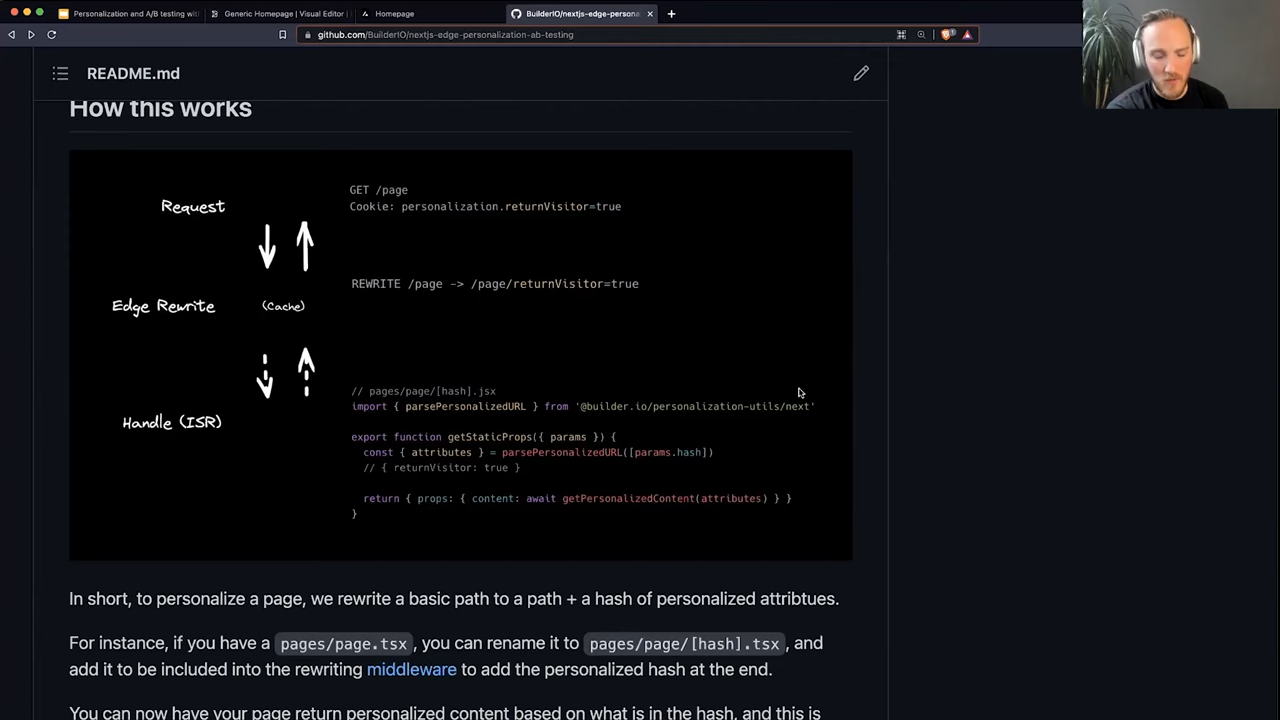 Personalization and A/B testing wit
Generic Homepage | Visual Editor |
Homepage
BuilderIO/nextjs-edge-persona
github.com/BuilderIO/nextjs-edge-personalization-ab-testing
README.md
How this works
Request
GET /page
Cookie: personalization.returnVisitor=true
Edge Rewrite
(Cache)
REWRITE /page -> /page/returnVisitor=true
Handle (ISR)
// pages/page/[hash].jsx
import { parsePersonalizedURL } from '@builder.io/personalization-utils/next'
export function getStaticProps({ params }) {
const { attributes } = parsePersonalizedURL([params.hash])
// { returnVisitor: true }
return { props: { content: await getPersonalizedContent(attributes) } }
}
In short, to personalize a page, we rewrite a basic path to a path + a hash of personalized attribtues.
For instance, if you have a pages/page.tsx, you can rename it to pages/page/[hash].tsx, and
add it to be included into the rewriting middleware to add the personalized hash at the end.
You can now have your page return personalized content based on what is in the hash, and this is